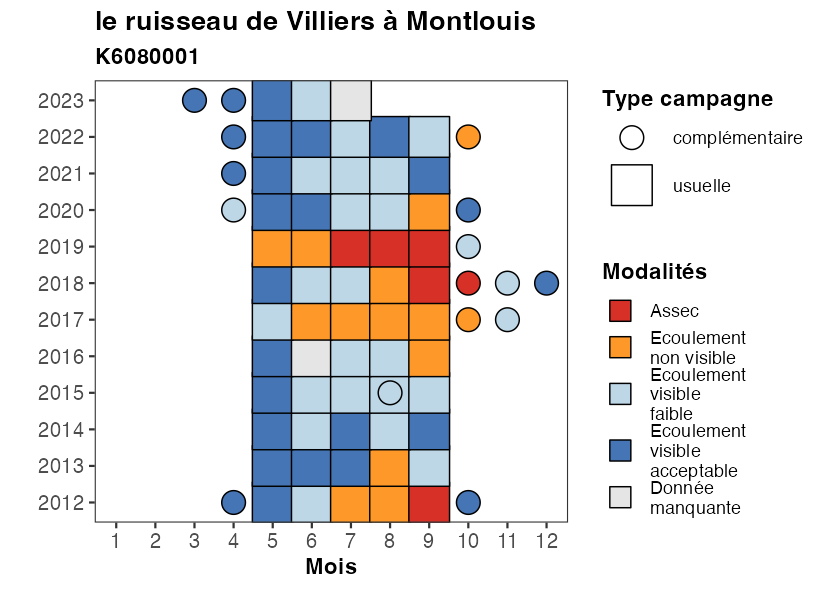 le ruisseau de Villiers à Montlouis
K6080001
2023
2022
2021
2020
2019
2018
2017
2016
2015
2014
2013
2012
1 2 3 4 5 6 7 8 9 10 11 12
Mois
Type campagne
complémentaire
usuelle
Modalités
Assec
Ecoulement
non visible
Ecoulement
visible
faible
Ecoulement
visible
acceptable
Donnée
manquante